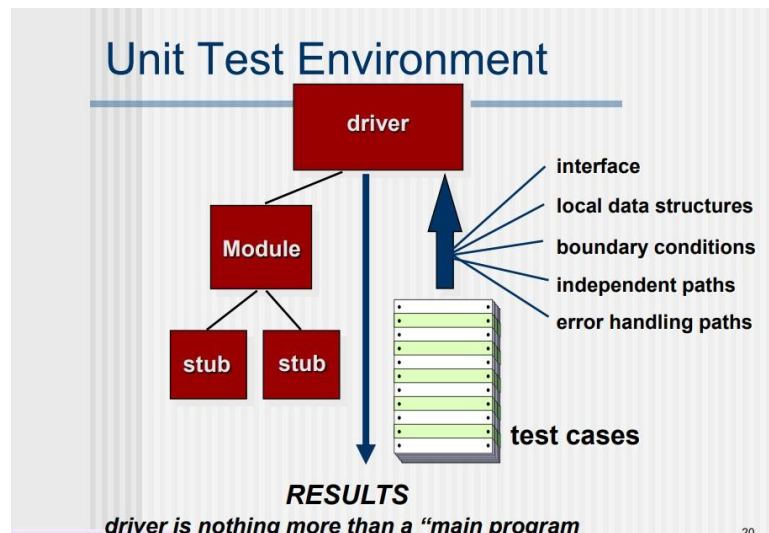 Unit Test Environment
driver
interface
local data structures
Module
boundary conditions
independent paths
error handling paths
stub
stub
test cases
RESULTS
driver is nothing more than a “main program
20